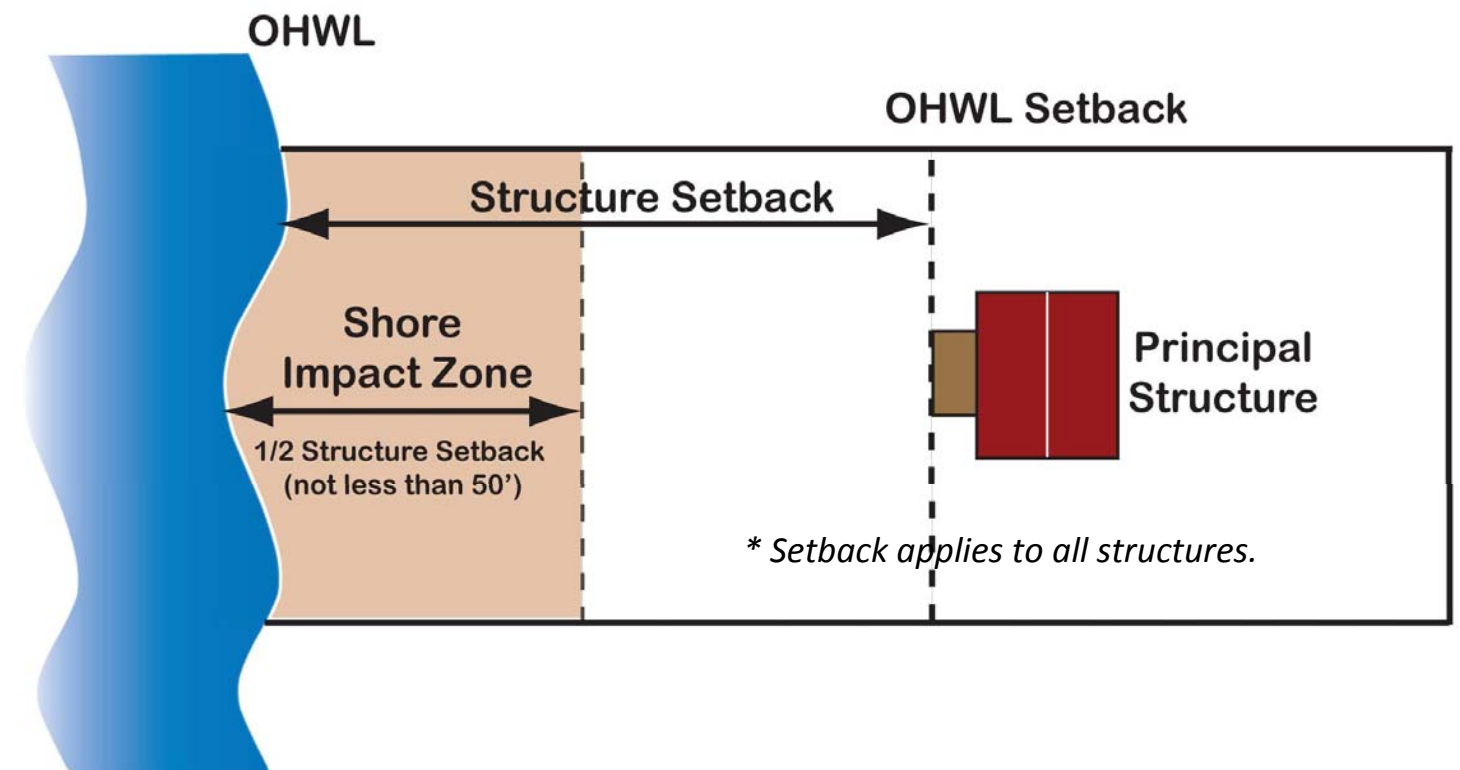 OHWL
OHWL Setback
Structure Setback
Shore
Impact Zone
1/2 Structure Setback
(not less than 50’)
Principal
Structure
* Setback applies to all structures.